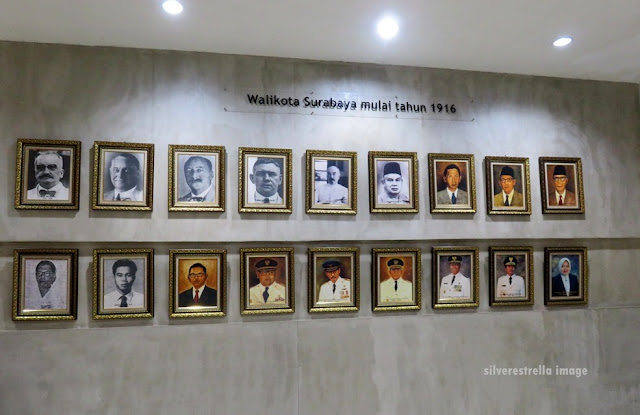 Walikota Surabaya mulai tahun 1916
silverestrella image